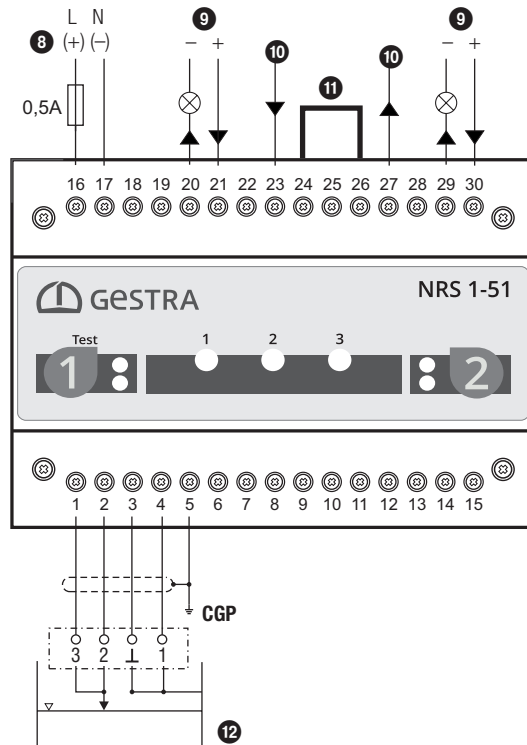 L N 9 9
8 (+) (−) − + 10 10 − +
11
0,5A
16 17 18 19 20 21 22 23 24 25 26 27 28 29 30
GESTRA NRS 1-51
Test 1 2 3
1 2
1 2 3 4 5 6 7 8 9 10 11 12 13 14 15
CGP
3 2 ⊥ 1
12